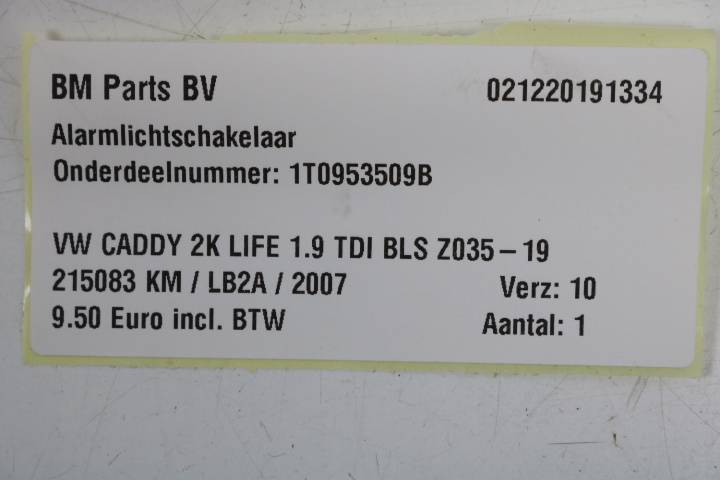 BM Parts BV 021220191334
Alarmlichtschakelaar
Onderdeelnummer: 1T0953509B
VW CADDY 2K LIFE 1.9 TDI BLS Z035 – 19
215083 KM / LB2A / 2007 Verz: 10
9.50 Euro incl. BTW Aantal: 1